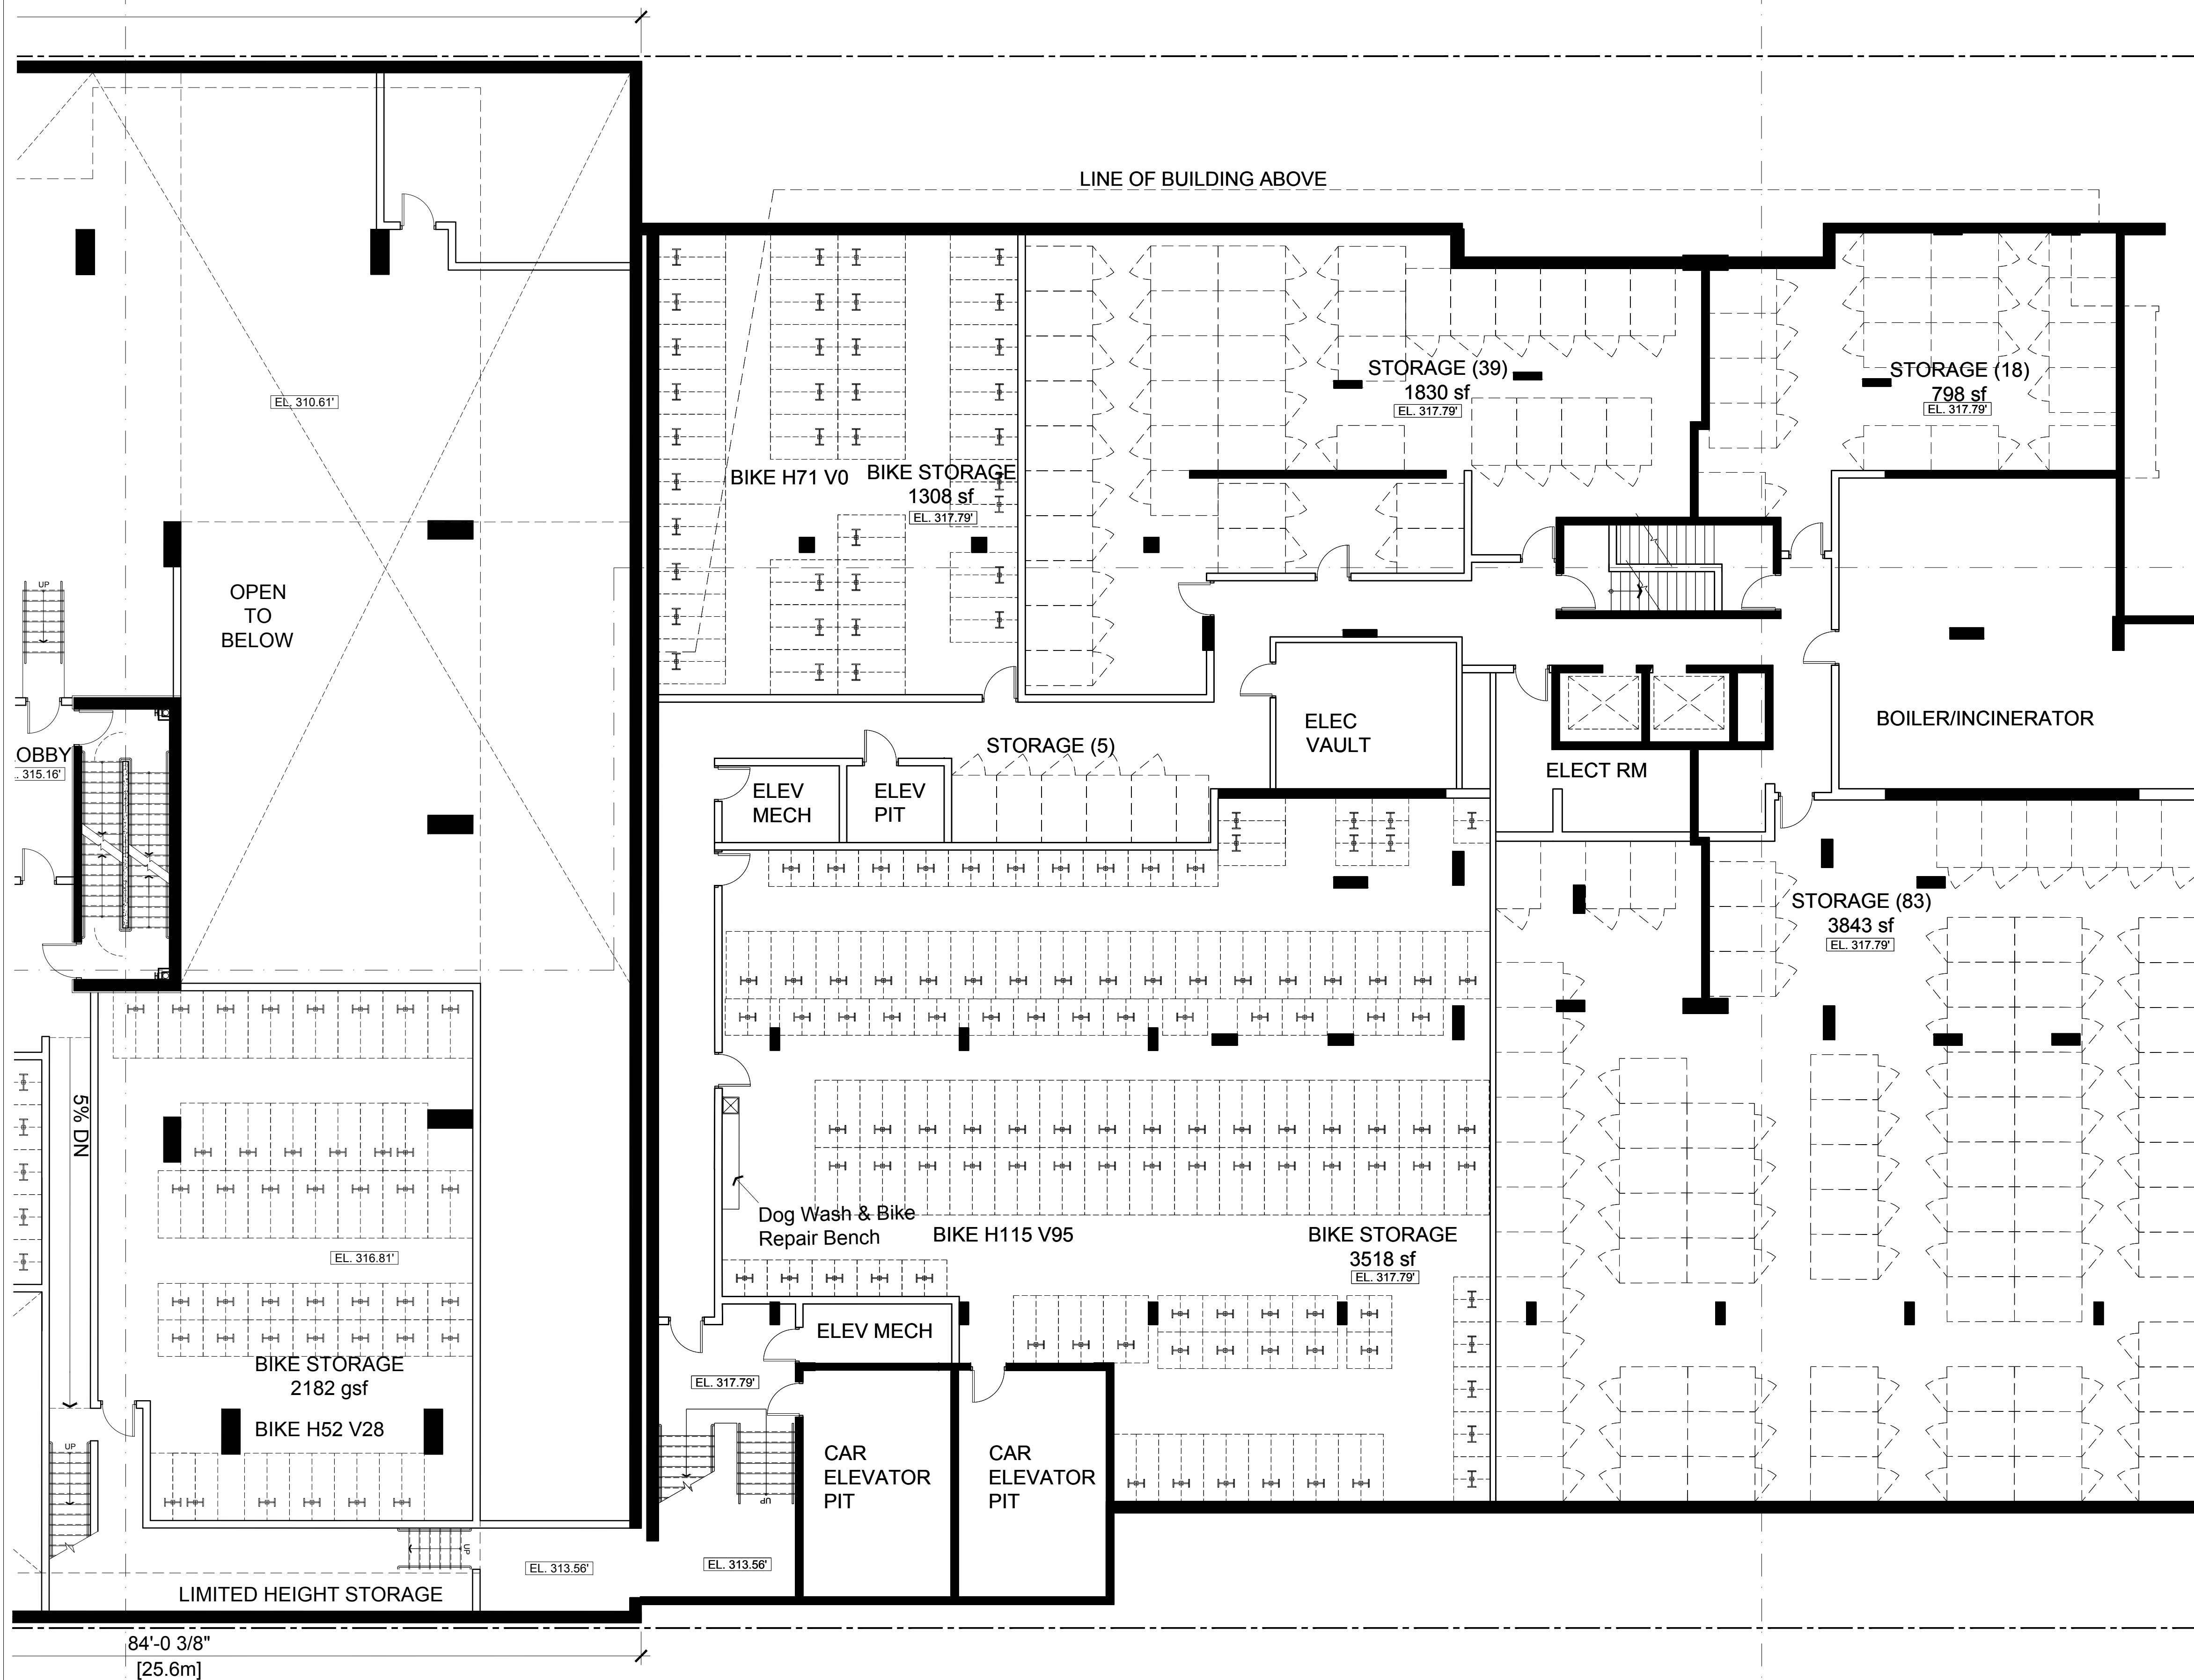 LINE OF BUILDING ABOVE
STORAGE (39)
1830 sf
EL. 317.79'
STORAGE (18)
798 sf
EL. 317.79'
EL. 310.61'
BIKE H71 V0
BIKE STORAGE
1308 sf
EL. 317.79'
UP
OPEN
TO
BELOW
OBBY
315.16'
STORAGE (5)
ELEC
VAULT
BOILER/INCINERATOR
ELECT RM
ELEV
MECH
ELEV
PIT
STORAGE (83)
3843 sf
EL. 317.79'
5% DN
Dog Wash & Bike
Repair Bench
BIKE H115 V95
BIKE STORAGE
3518 sf
EL. 317.79'
EL. 316.81'
ELEV MECH
BIKE STORAGE
2182 gsf
BIKE H52 V28
EL. 317.79'
UP
CAR
ELEVATOR
PIT
CAR
ELEVATOR
PIT
UP
UP
EL. 313.56'
EL. 313.56'
LIMITED HEIGHT STORAGE
84'-0 3/8"
[25.6m]